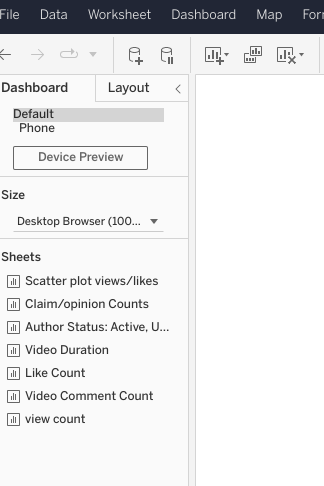 File Data Worksheet Dashboard Map For
Dashboard Layout
Default
Phone
Device Preview
Size
Desktop Browser (100...
Sheets
Scatter plot views/likes
Claim/opinion Counts
Author Status: Active, U...
Video Duration
Like Count
Video Comment Count
view count